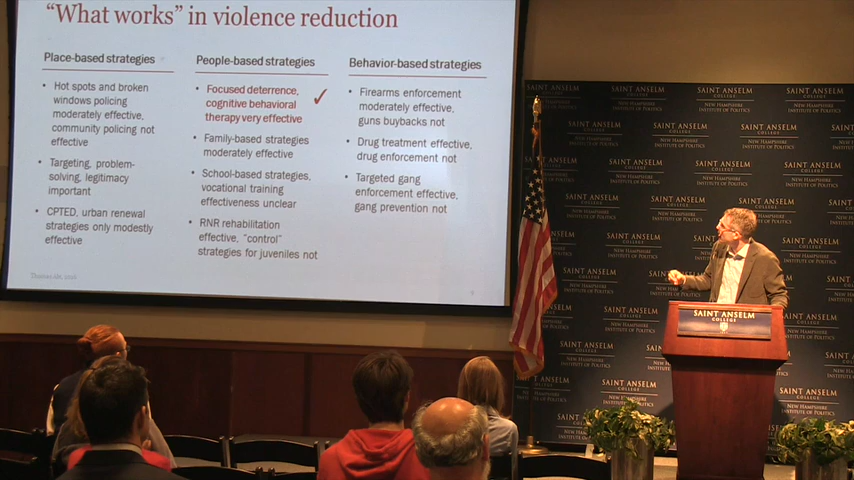 “What works” in violence reduction
Place-based strategies
• Hot spots and broken
windows policing
moderately effective,
community policing not
effective
• Targeting, problem-
solving, legitimacy
important
• CPTED, urban renewal
strategies only modestly
effective
People-based strategies
• Focused deterrence,
cognitive behavioral
therapy very effective
✓
• Family-based strategies
moderately effective
• School-based strategies,
vocational training
effectiveness unclear
• RNR rehabilitation
effective, “control”
strategies for juveniles not
Behavior-based strategies
• Firearms enforcement
moderately effective,
guns buybacks not
• Drug treatment effective,
drug enforcement not
• Targeted gang
enforcement effective,
gang prevention not
SAINT ANSELM
COLLEGE
NEW HAMPSHIRE
INSTITUTE OF POLITICS
SAINT ANSELM
COLLEGE